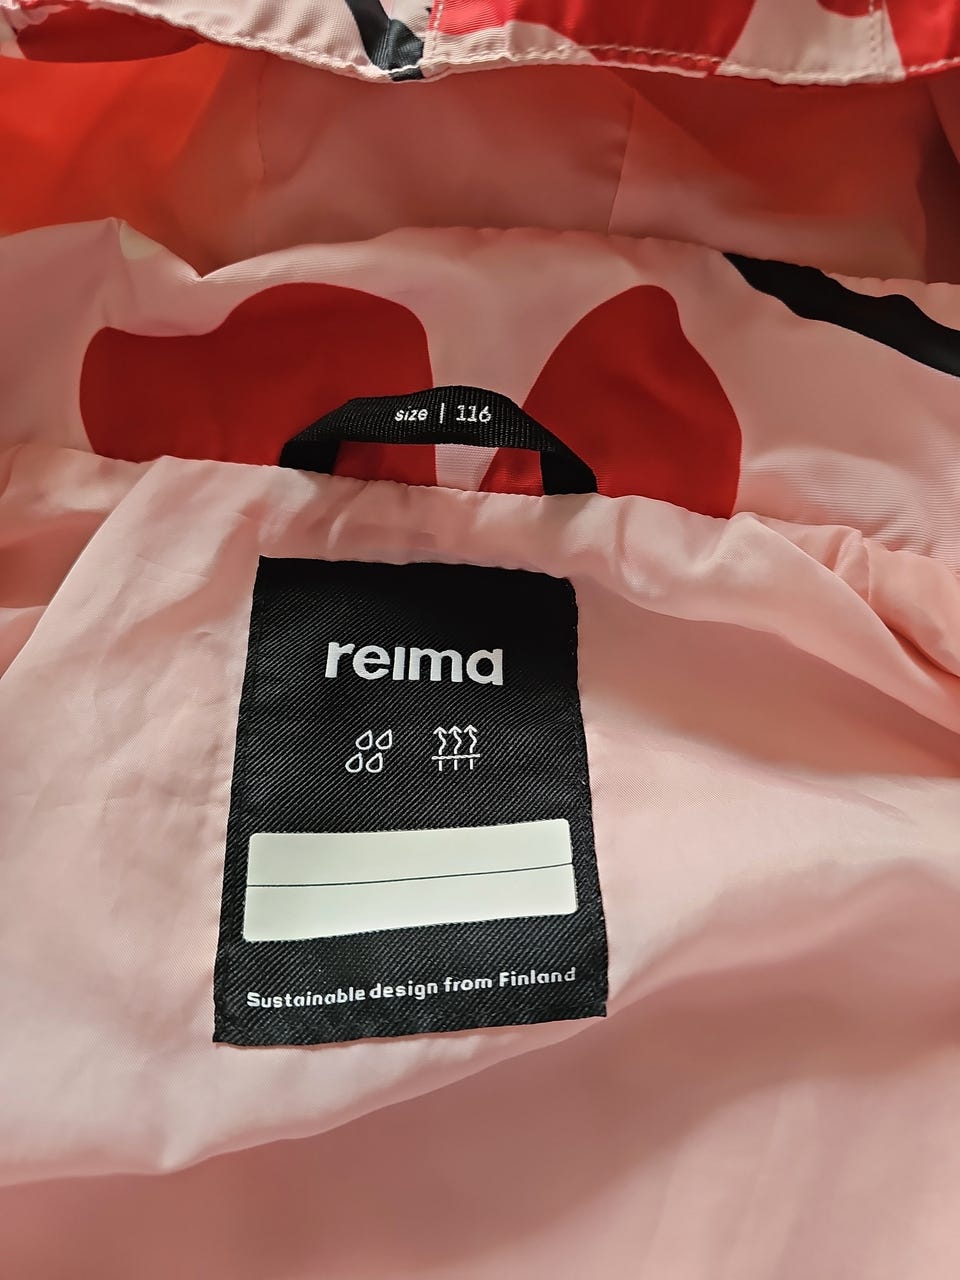 size | 116
reima
Sustainable design from Finland